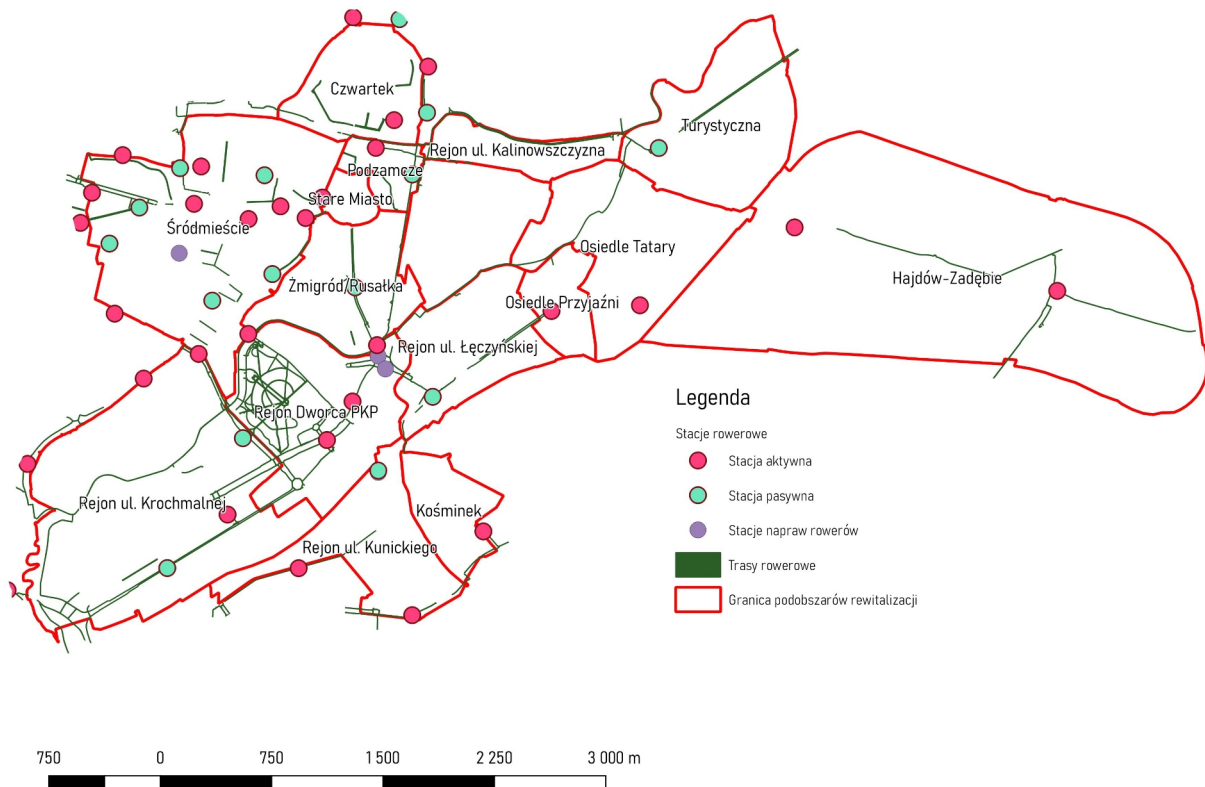 Czwartek
Turystyczna
Rejon ul. Kalinowszczyzna
Podzamcze
Stare Miasto
Śródmieście
Osiedle Tatary
Hajdów-Zadębie
Żmigród/Rusałka
Osiedle Przyjaźni
Rejon ul. Łęczyńskiej
Rejon Dworca PKP
Rejon ul. Krochmalnej
Kośminek
Rejon ul. Kunickiego
Legenda
Stacje rowerowe
Stacja aktywna
Stacja pasywna
Stacje napraw rowerów
Trasy rowerowe
Granica podobszarów rewitalizacji
750 0 750 1 500 2 250 3 000 m